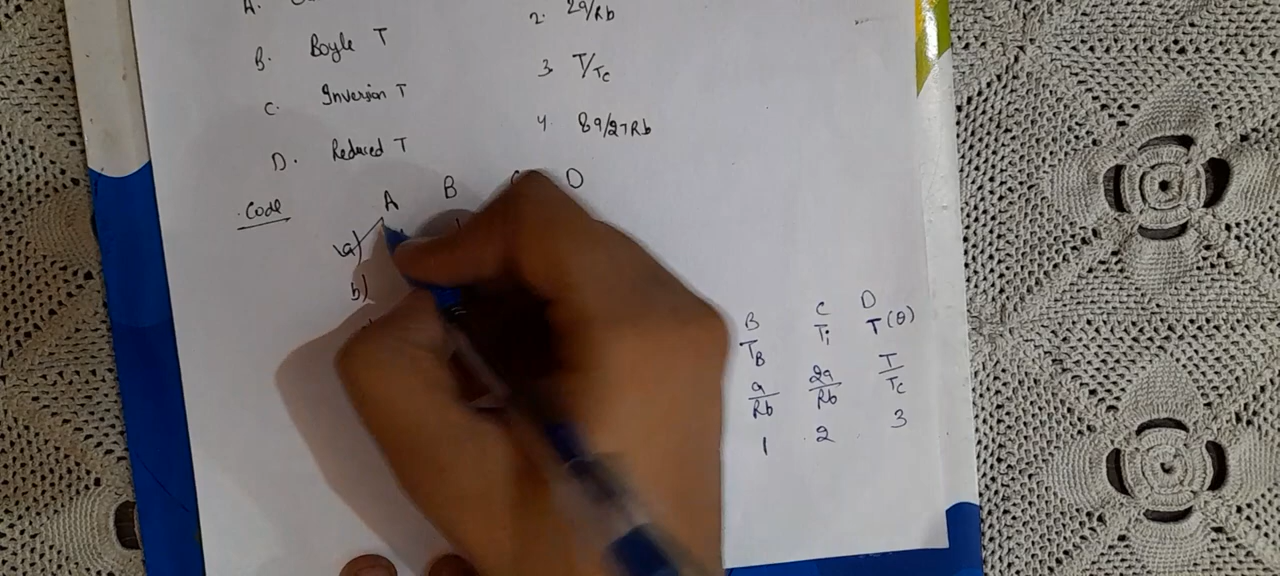 A.
2. 2a/Rb
B. Boyle T
3 T/Tc
C. Inversion T
4. 8a/27Rb
D. Reduced T
Code A B C D
a)
b)
B C D
TB Ti T(θ)
a/Rb 2a/Rb T/Tc
1 2 3